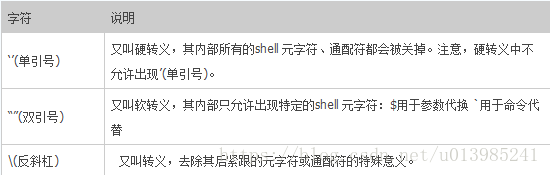 字符 说明
‘’(单引号) 又叫硬转义，其内部所有的shell 元字符、通配符都会被关掉。注意，硬转义中不
允许出现’(单引号)。
“”(双引号) 又叫软转义，其内部只允许出现特定的shell 元字符：$用于参数代换 `用于命令代
替
\(反斜杠) 又叫转义，去除其后紧跟的元字符或通配符的特殊意义。
https://blog.csdn.net/u013985241